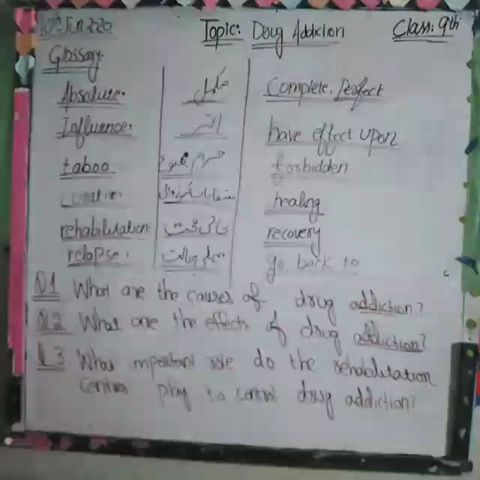 Topic: Drug Addiction Class: 9th
Glossary:
Absolute. مکمل Complete, Perfect
Influence. اثر have effect upon
taboo forbidden
healing
rehabilitation recovery
relapse. go back to
Q1 What are the causes of drug addiction?
Q2 What are the effects of drug addiction?
Q3 What important role do the rehabilitation
centres play to control drug addiction?